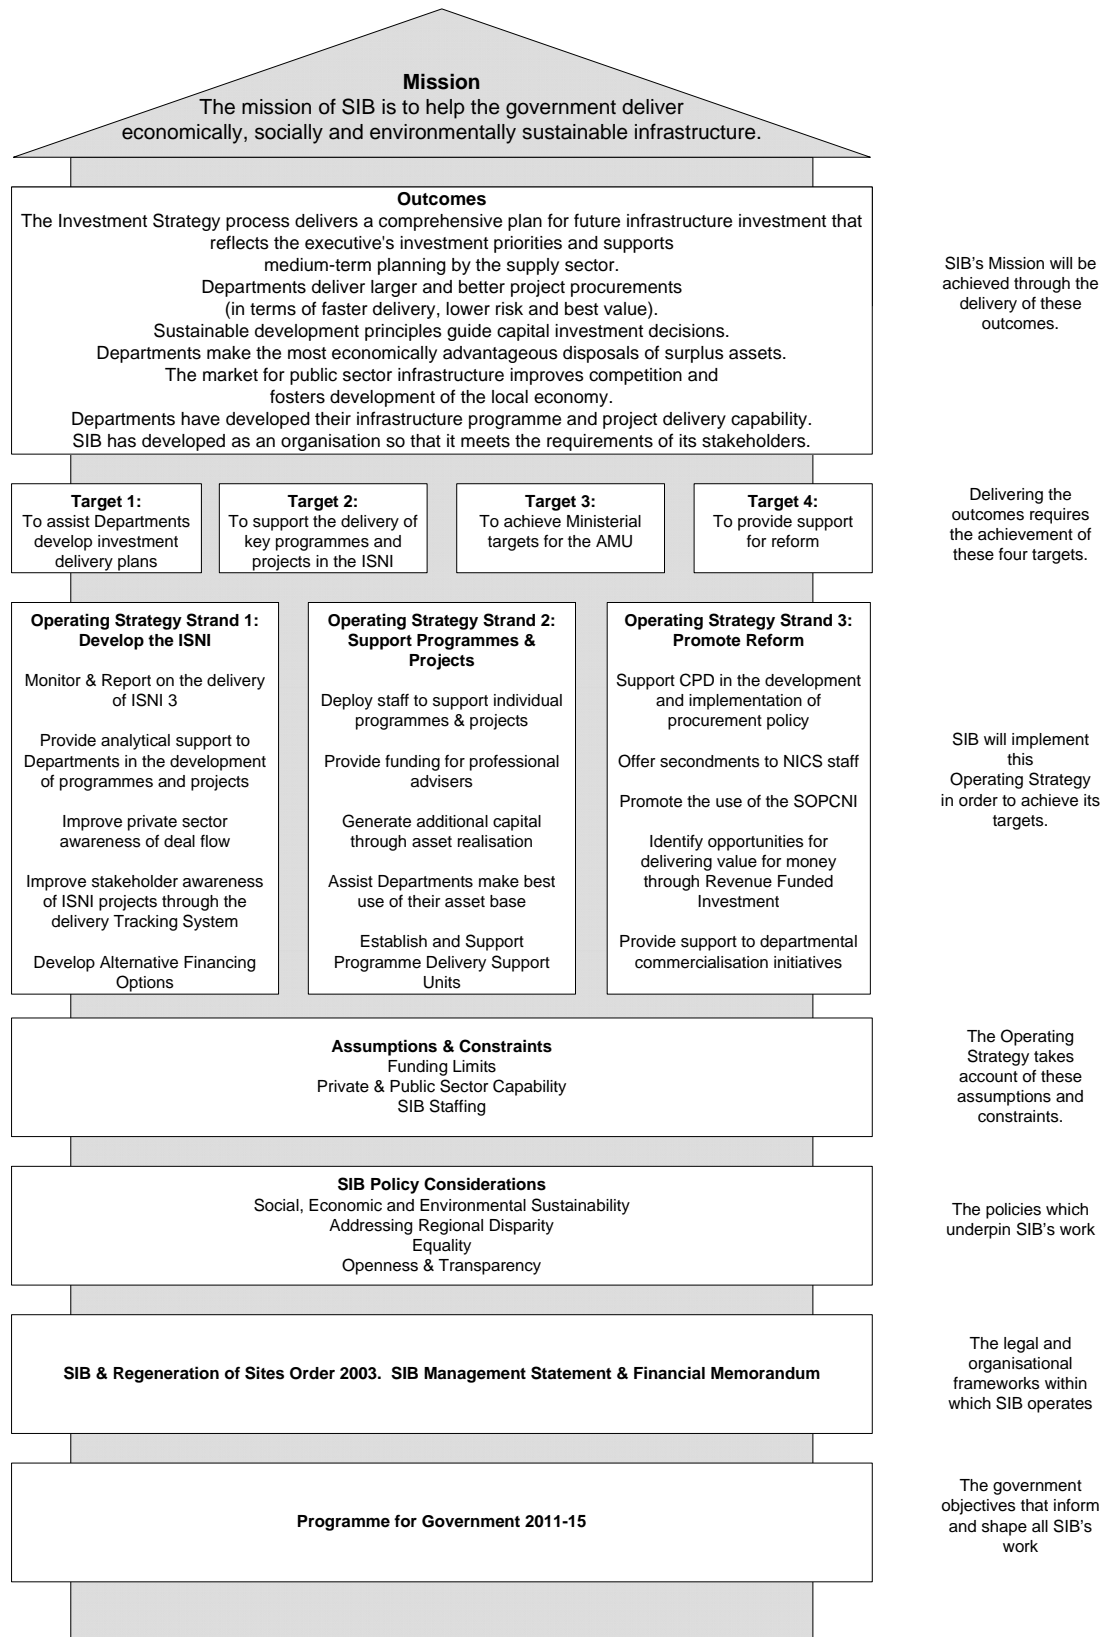 Mission
The mission of SIB is to help the government deliver
economically, socially and environmentally sustainable infrastructure.
Outcomes
The Investment Strategy process delivers a comprehensive plan for future infrastructure investment that
reflects the executive's investment priorities and supports
medium-term planning by the supply sector.
Departments deliver larger and better project procurements
(in terms of faster delivery, lower risk and best value).
Sustainable development principles guide capital investment decisions.
Departments make the most economically advantageous disposals of surplus assets.
The market for public sector infrastructure improves competition and
fosters development of the local economy.
Departments have developed their infrastructure programme and project delivery capability.
SIB has developed as an organisation so that it meets the requirements of its stakeholders.
SIB's Mission will be
achieved through the
delivery of these
outcomes.
Target 1:
To assist Departments
develop investment
delivery plans
Target 2:
To support the delivery of
key programmes and
projects in the ISNI
Target 3:
To achieve Ministerial
targets for the AMU
Target 4:
To provide support
for reform
Delivering the
outcomes requires
the achievement of
these four targets.
Operating Strategy Strand 1:
Develop the ISNI
Monitor & Report on the delivery
of ISNI 3
Provide analytical support to
Departments in the development
of programmes and projects
Improve private sector
awareness of deal flow
Improve stakeholder awareness
of ISNI projects through the
delivery Tracking System
Develop Alternative Financing
Options
Operating Strategy Strand 2:
Support Programmes &
Projects
Deploy staff to support individual
programmes & projects
Provide funding for professional
advisers
Generate additional capital
through asset realisation
Assist Departments make best
use of their asset base
Establish and Support
Programme Delivery Support
Units
Operating Strategy Strand 3:
Promote Reform
Support CPD in the development
and implementation of
procurement policy
Offer secondments to NICS staff
Promote the use of the SOPCNI
Identify opportunities for
delivering value for money
through Revenue Funded
Investment
Provide support to departmental
commercialisation initiatives
SIB will implement
this
Operating Strategy
in order to achieve its
targets.
Assumptions & Constraints
Funding Limits
Private & Public Sector Capability
SIB Staffing
The Operating
Strategy takes
account of these
assumptions and
constraints.
SIB Policy Considerations
Social, Economic and Environmental Sustainability
Addressing Regional Disparity
Equality
Openness & Transparency
The policies which
underpin SIB's work
SIB & Regeneration of Sites Order 2003.  SIB Management Statement & Financial Memorandum
The legal and
organisational
frameworks within
which SIB operates
Programme for Government 2011-15
The government
objectives that inform
and shape all SIB's
work